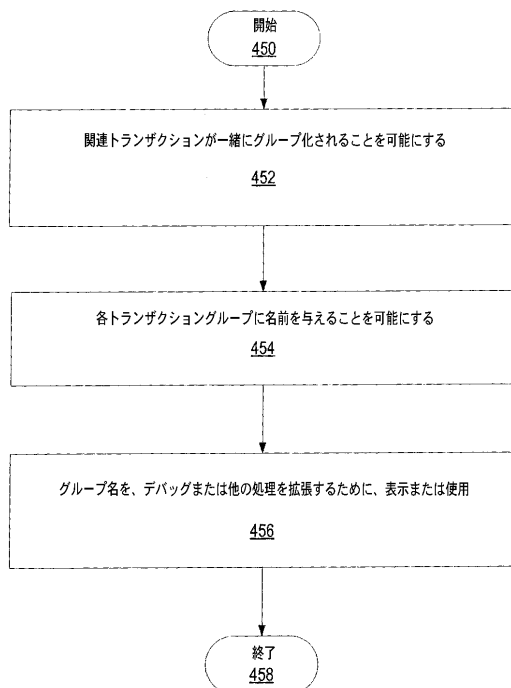 開始
450
関連トランザクションが一緒にグループ化されることを可能にする
452
各トランザクショングループに名前を与えることを可能にする
454
グループ名を、デバッグまたは他の処理を拡張するために、表示または使用
456
終了
458